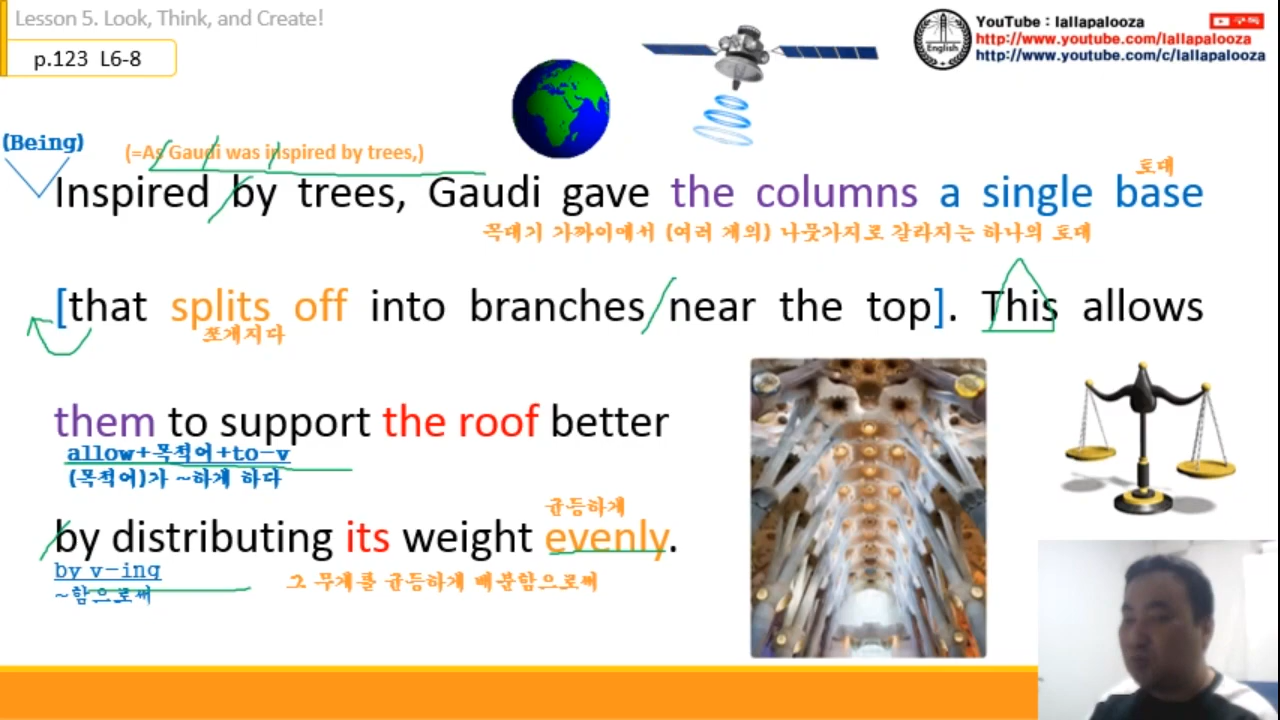 Lesson 5. Look, Think, and Create!
p.123 L6-8
English
YouTube : lallapalooza
구독
http://www.youtube.com/lallapalooza
http://www.youtube.com/c/lallapalooza
(Being)
(=As Gaudi was inspired by trees,)
토대
Inspired by trees, Gaudi gave the columns a single base
꼭대기 가까이에서 (여러 개의) 나뭇가지로 갈라지는 하나의 토대
[that splits off into branches near the top]. This allows
쪼개지다
them to support the roof better
allow+목적어+to-v
(목적어)가 ~하게 하다
균등하게
by distributing its weight evenly.
by v-ing
~함으로써
그 무게를 균등하게 배분함으로써